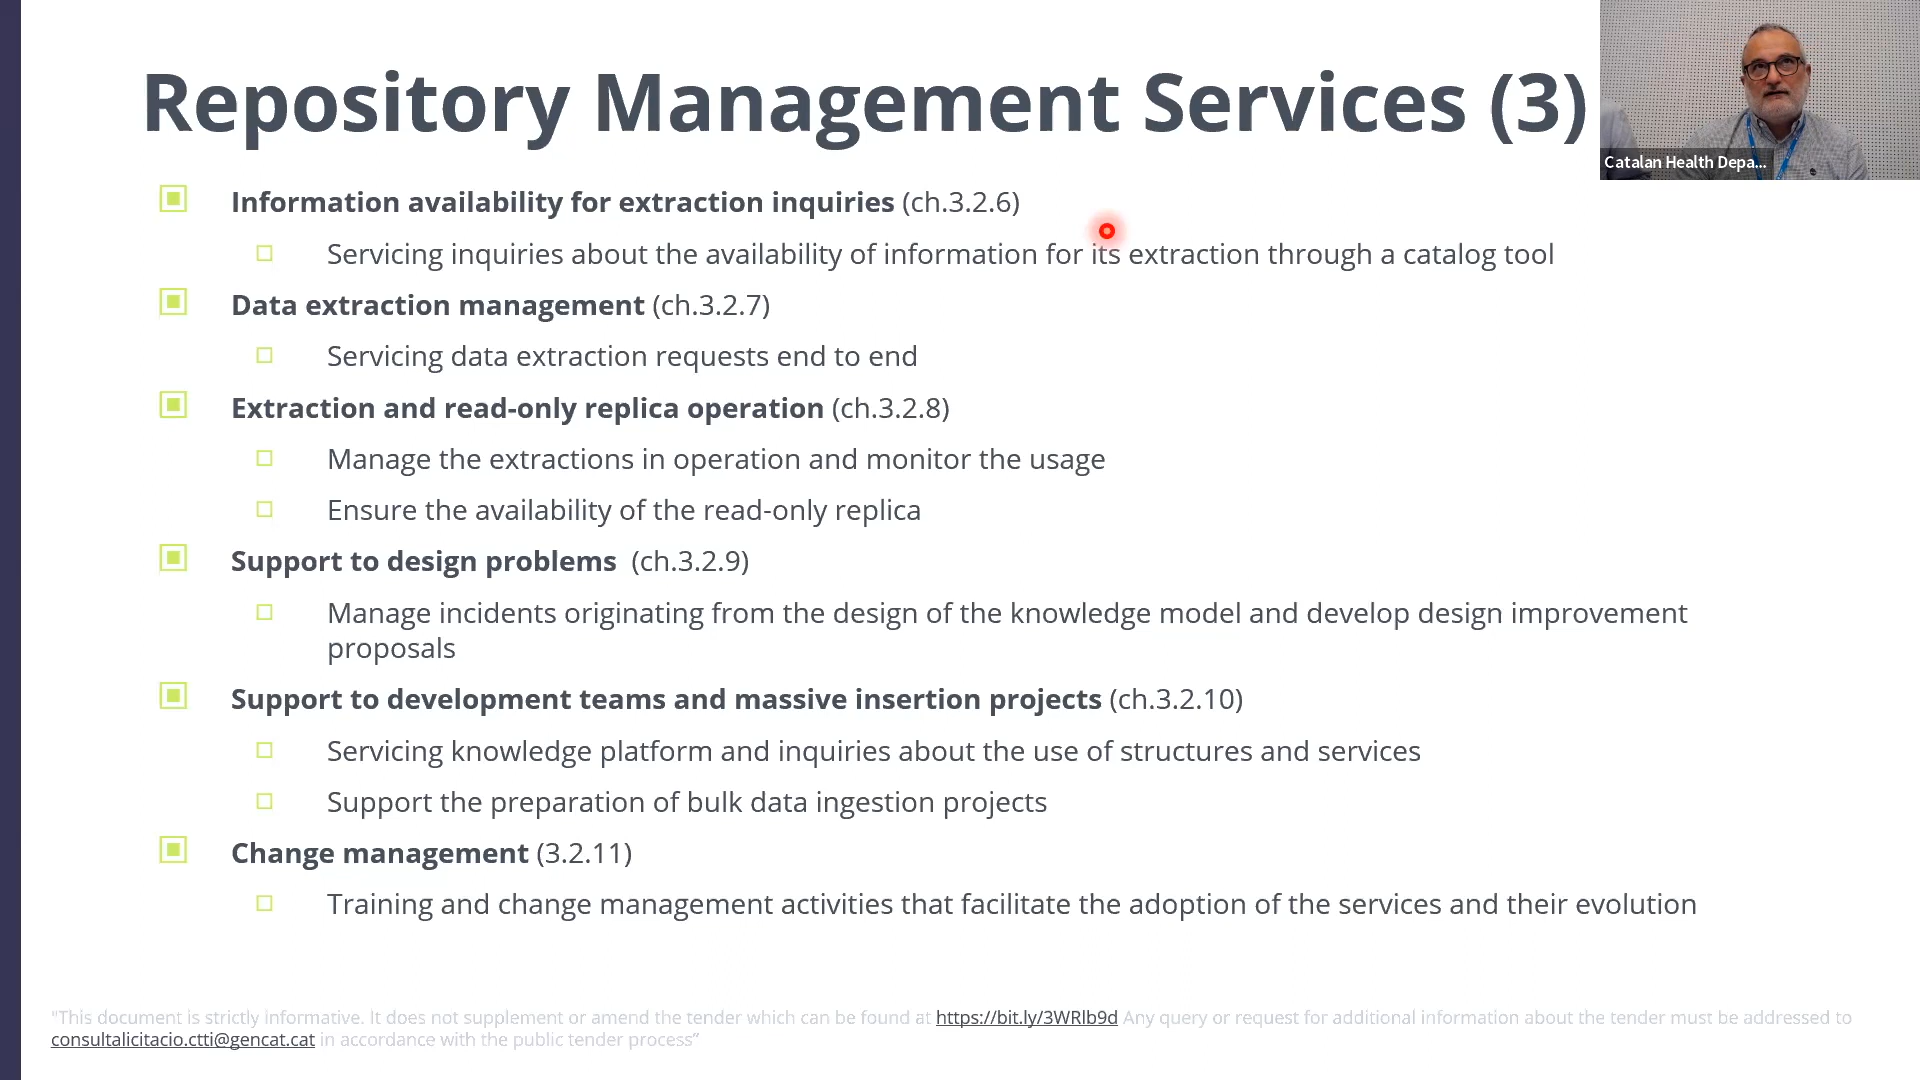 Repository Management Services (3)
Catalan Health Depa...
Information availability for extraction inquiries (ch.3.2.6)
Servicing inquiries about the availability of information for its extraction through a catalog tool
Data extraction management (ch.3.2.7)
Servicing data extraction requests end to end
Extraction and read-only replica operation (ch.3.2.8)
Manage the extractions in operation and monitor the usage
Ensure the availability of the read-only replica
Support to design problems (ch.3.2.9)
Manage incidents originating from the design of the knowledge model and develop design improvement
proposals
Support to development teams and massive insertion projects (ch.3.2.10)
Servicing knowledge platform and inquiries about the use of structures and services
Support the preparation of bulk data ingestion projects
Change management (3.2.11)
Training and change management activities that facilitate the adoption of the services and their evolution
"This document is strictly informative. It does not supplement or amend the tender which can be found at https://bit.ly/3WRlb9d Any query or request for additional information about the tender must be addressed to
consultalicitacio.ctti@gencat.cat in accordance with the public tender process”